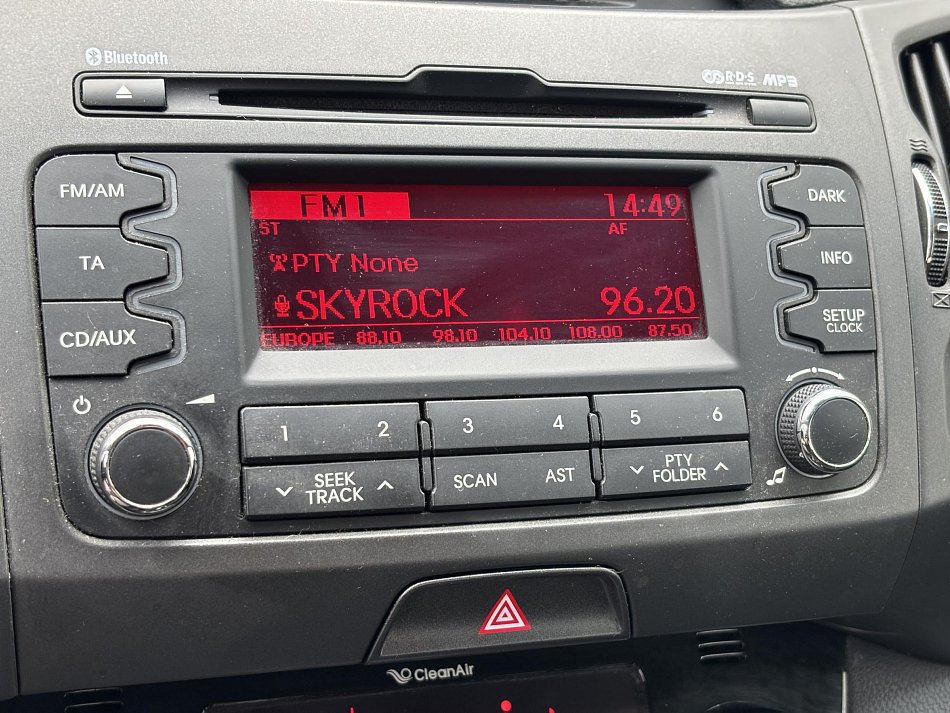 Bluetooth
R·D·S MP3
FM/AM
TA
CD/AUX
FM1 14:49
ST AF
PTY None
SKYROCK 96.20
EUROPE 88.10 98.10 104.10 108.00 87.50
DARK
INFO
SETUP
CLOCK
1 2 3 4 5 6
SEEK
TRACK
SCAN AST
PTY
FOLDER
CleanAir